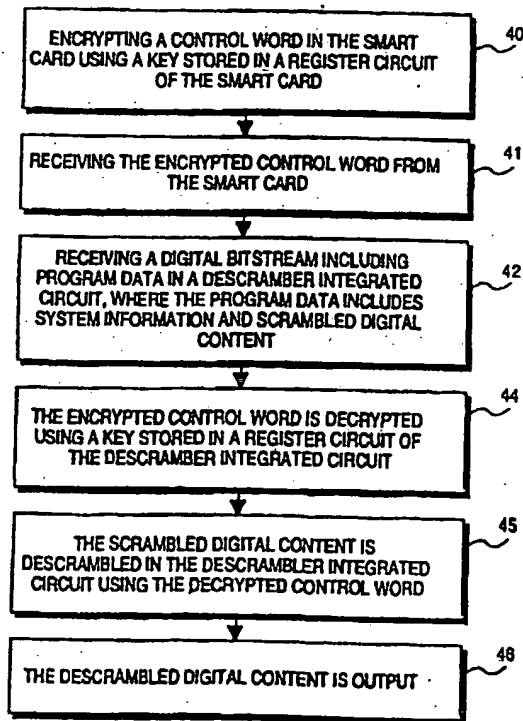 ENCRYPTING A CONTROL WORD IN THE SMART
CARD USING A KEY STORED IN A REGISTER CIRCUIT
OF THE SMART CARD
40
RECEIVING THE ENCRYPTED CONTROL WORD FROM
THE SMART CARD
41
RECEIVING A DIGITAL BITSTREAM INCLUDING
PROGRAM DATA IN A DESCRAMBER INTEGRATED
CIRCUIT, WHERE THE PROGRAM DATA INCLUDES
SYSTEM INFORMATION AND SCRAMBLED DIGITAL
CONTENT
42
THE ENCRYPTED CONTROL WORD IS DECRYPTED
USING A KEY STORED IN A REGISTER CIRCUIT OF
THE DESCRAMBER INTEGRATED CIRCUIT
44
THE SCRAMBLED DIGITAL CONTENT IS
DESCRAMBLED IN THE DESCRAMBLER INTEGRATED
CIRCUIT USING THE DECRYPTED CONTROL WORD
45
THE DESCRAMBLED DIGITAL CONTENT IS OUTPUT
46